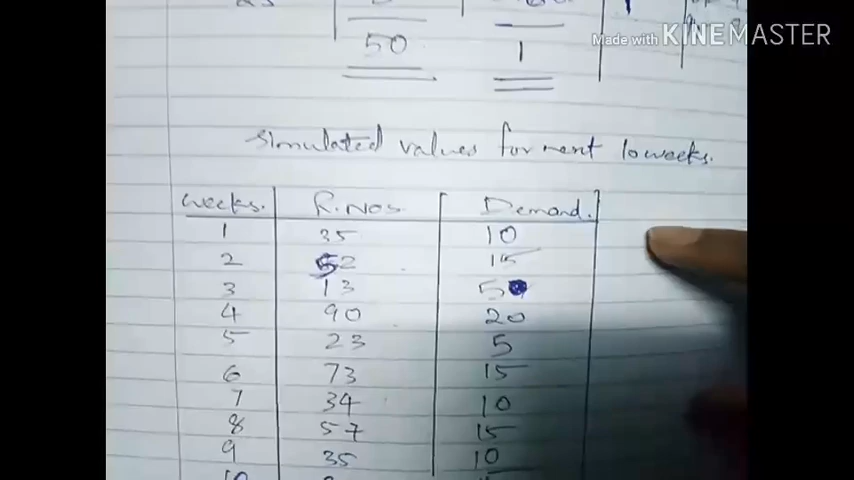 50
1
Made with KINEMASTER
Simulated values for next 10 weeks.
weeks. R.Nos. Demand.
1 35 10
2 52 15
3 13 5
4 90 20
5 23 5
6 73 15
7 34 10
8 57 15
9 35 10
10